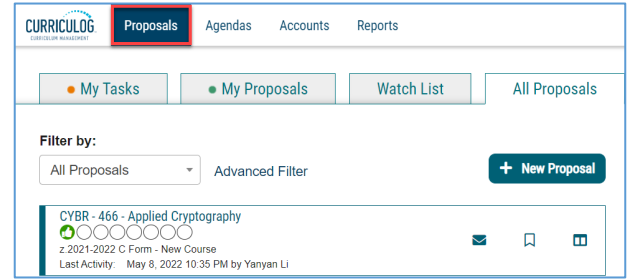 CURRICULOG
CURRICULUM MANAGEMENT
Proposals Agendas Accounts Reports
My Tasks My Proposals Watch List All Proposals
Filter by:
All Proposals Advanced Filter + New Proposal
CYBR - 466 - Applied Cryptography
z.2021-2022 C Form - New Course
Last Activity: May 8, 2022 10:35 PM by Yanyan Li